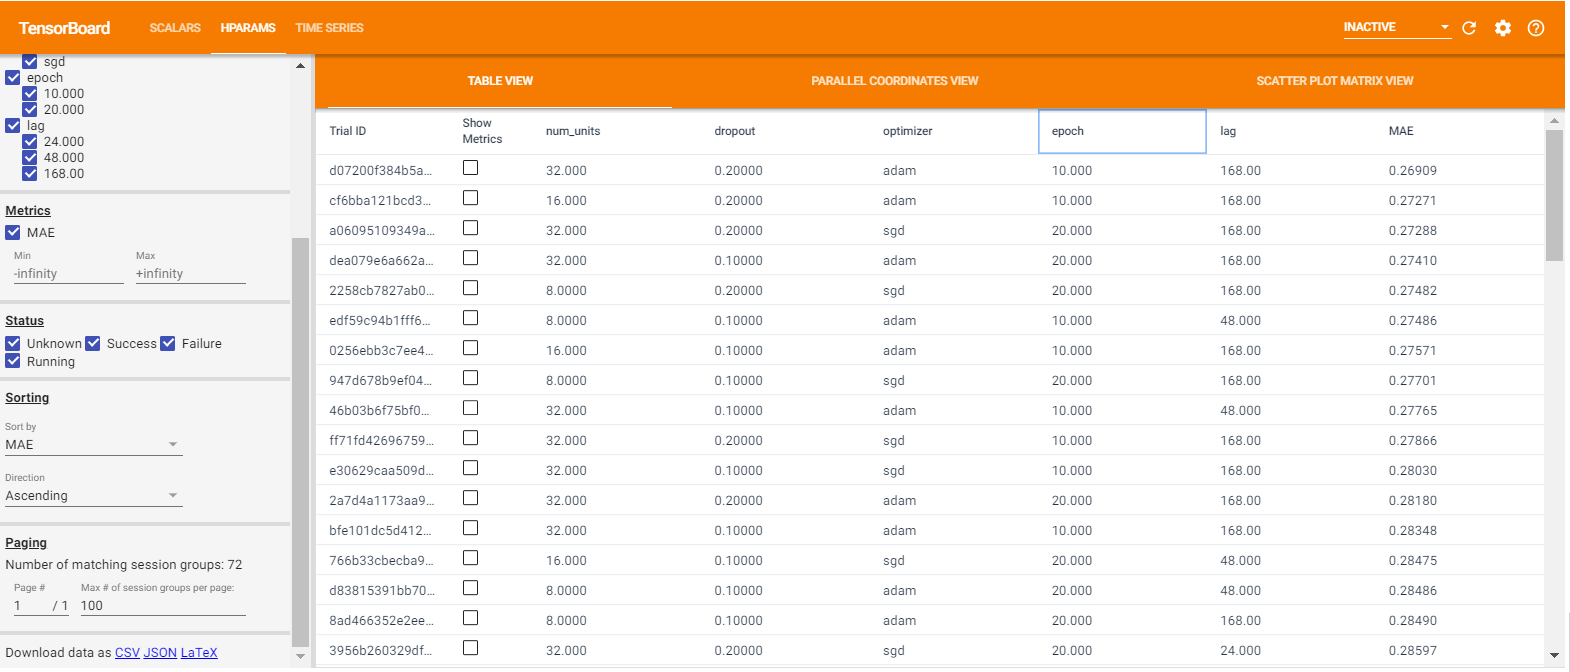 TensorBoard SCALARS HPARAMS TIME SERIES INACTIVE
sgd
epoch
10.000
20.000
lag
24.000
48.000
168.00
Metrics
MAE
Min Max
-infinity +infinity
Status
Unknown Success Failure
Running
Sorting
Sort by
MAE
Direction
Ascending
Paging
Number of matching session groups: 72
Page # Max # of session groups per page:
1 / 1 100
Download data as CSV JSON LaTeX
TABLE VIEW PARALLEL COORDINATES VIEW SCATTER PLOT MATRIX VIEW
Trial ID Show Metrics num_units dropout optimizer epoch lag MAE
d07200f384b5a... 32.000 0.20000 adam 10.000 168.00 0.26909
cf6bba121bcd3... 16.000 0.20000 adam 10.000 168.00 0.27271
a06095109349a... 32.000 0.20000 sgd 20.000 168.00 0.27288
dea079e6a662a... 32.000 0.10000 adam 20.000 168.00 0.27410
2258cb7827ab0... 8.0000 0.20000 sgd 20.000 168.00 0.27482
edf59c94b1fff6... 8.0000 0.10000 adam 10.000 48.000 0.27486
0256ebb3c7ee4... 16.000 0.10000 adam 10.000 168.00 0.27571
947d678b9ef04... 8.0000 0.10000 sgd 20.000 168.00 0.27701
46b03b6f75bf0... 32.000 0.10000 adam 10.000 48.000 0.27765
ff71fd42696759... 32.000 0.20000 sgd 10.000 168.00 0.27866
e30629caa509d... 32.000 0.10000 sgd 10.000 168.00 0.28030
2a7d4a1173aa9... 32.000 0.20000 adam 20.000 168.00 0.28180
bfe101dc5d412... 32.000 0.10000 adam 10.000 168.00 0.28348
766b33cbecba9... 16.000 0.10000 sgd 20.000 48.000 0.28475
d83815391bb70... 8.0000 0.10000 adam 20.000 48.000 0.28486
8ad466352e2ee... 8.0000 0.10000 adam 20.000 168.00 0.28490
3956b260329df... 32.000 0.20000 sgd 20.000 24.000 0.28597